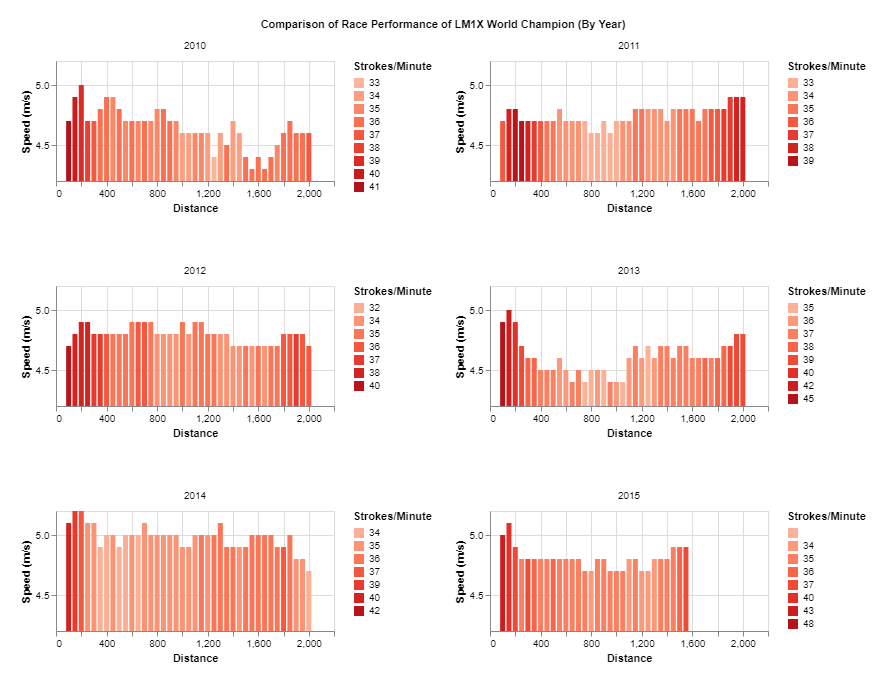 Comparison of Race Performance of LM1X World Champion (By Year)
2010
Speed (m/s)
5.0
4.5
0 400 800 1,200 1,600 2,000
Distance
Strokes/Minute
33
34
35
36
37
38
39
40
41
2011
Speed (m/s)
5.0
4.5
0 400 800 1,200 1,600 2,000
Distance
Strokes/Minute
33
34
35
36
37
38
39
2012
Speed (m/s)
5.0
4.5
0 400 800 1,200 1,600 2,000
Distance
Strokes/Minute
32
34
35
36
37
38
40
2013
Speed (m/s)
5.0
4.5
0 400 800 1,200 1,600 2,000
Distance
Strokes/Minute
35
36
37
38
39
40
42
45
2014
Speed (m/s)
5.0
4.5
0 400 800 1,200 1,600 2,000
Distance
Strokes/Minute
34
35
36
37
39
40
42
2015
Speed (m/s)
5.0
4.5
0 400 800 1,200 1,600 2,000
Distance
Strokes/Minute
34
35
36
37
40
43
48